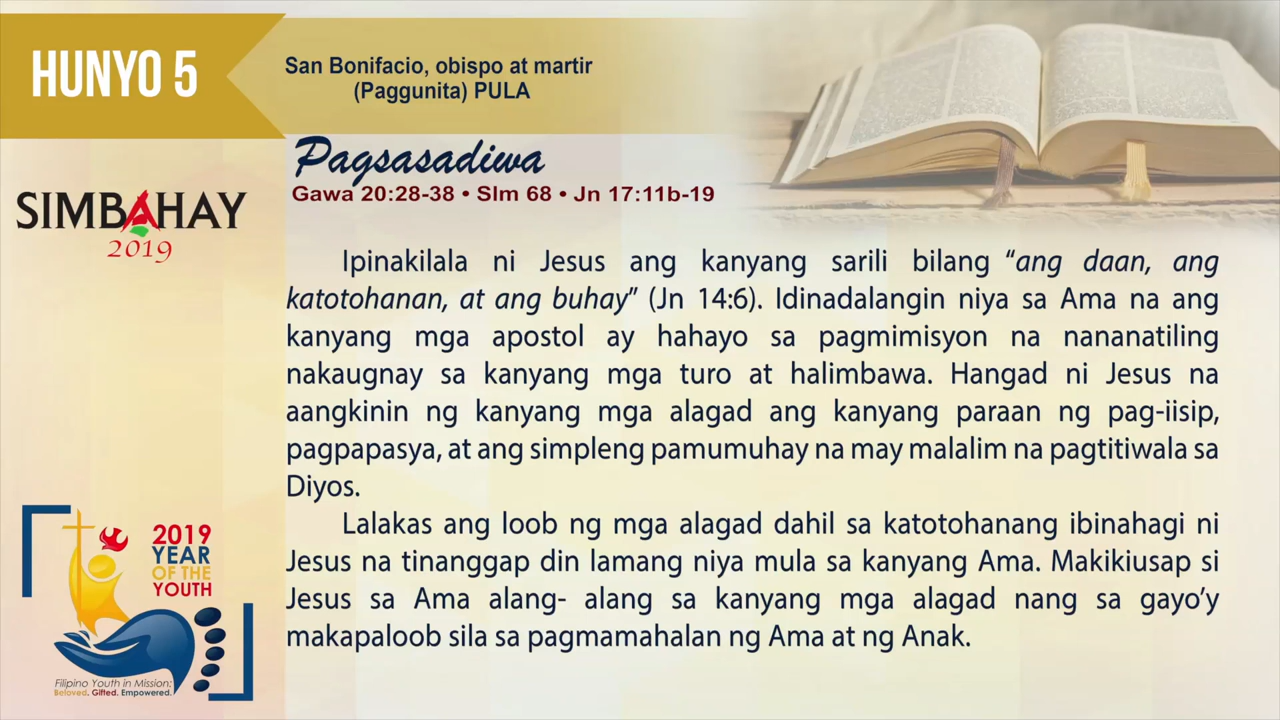 HUNYO 5
San Bonifacio, obispo at martir
(Paggunita) PULA
Pagsasadiwa
Gawa 20:28-38 • Slm 68 • Jn 17:11b-19
SIMBAHAY
2019
Ipinakilala ni Jesus ang kanyang sarili bilang “ang daan, ang
katotohanan, at ang buhay” (Jn 14:6). Idinadalangin niya sa Ama na ang
kanyang mga apostol ay hahayo sa pagmimisyon na nananatiling
nakaugnay sa kanyang mga turo at halimbawa. Hangad ni Jesus na
aangkinin ng kanyang mga alagad ang kanyang paraan ng pag-iisip,
pagpapasya, at ang simpleng pamumuhay na may malalim na pagtitiwala sa
Diyos.
Lalakas ang loob ng mga alagad dahil sa katotohanang ibinahagi ni
Jesus na tinanggap din lamang niya mula sa kanyang Ama. Makikiusap si
Jesus sa Ama alang- alang sa kanyang mga alagad nang sa gayo’y
makapaloob sila sa pagmamahalan ng Ama at ng Anak.
2019
YEAR
OF THE
YOUTH
Filipino Youth in Mission:
Beloved. Gifted. Empowered.